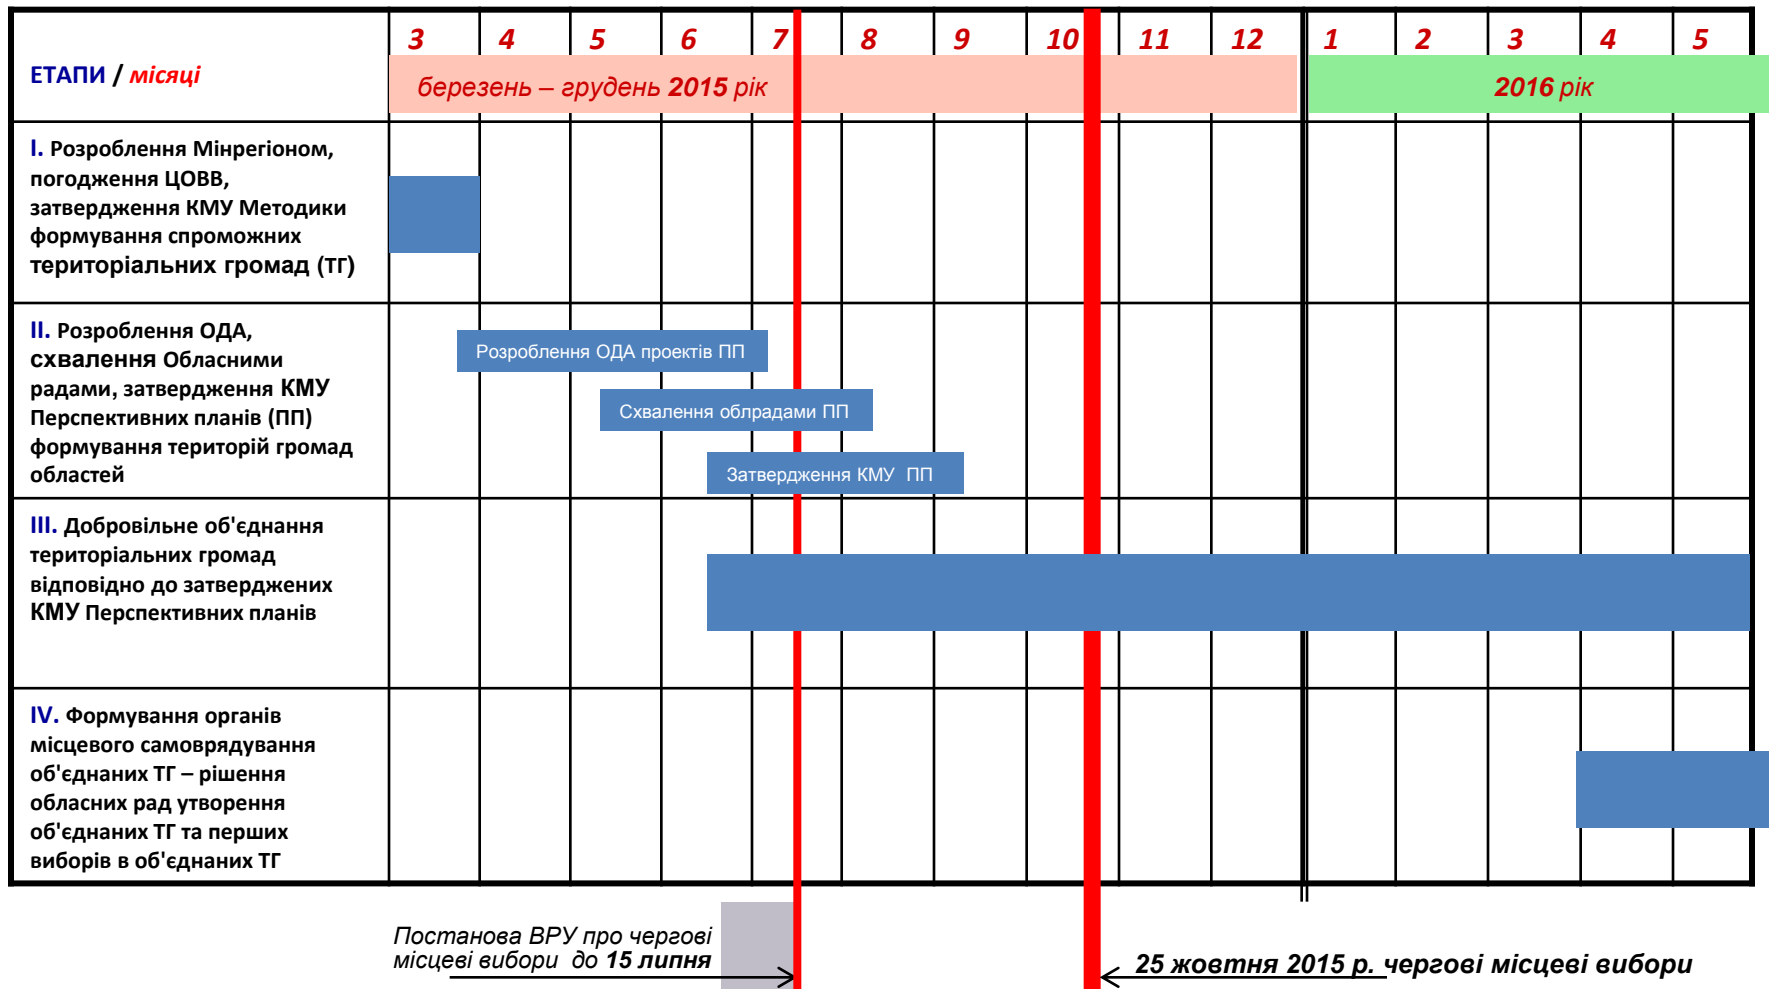 3 4 5 6 7 8 9 10 11 12 1 2 3 4 5
ЕТАПИ / місяці
березень – грудень 2015 рік
2016 рік
I. Розроблення Мінрегіоном,
погодження ЦОВВ,
затвердження КМУ Методики
формування спроможних
територіальних громад (ТГ)
II. Розроблення ОДА,
схвалення Обласними
радами, затвердження КМУ
Перспективних планів (ПП)
формування територій громад
областей
Розроблення ОДА проектів ПП
Схвалення облрадами ПП
Затвердження КМУ ПП
III. Добровільне об'єднання
територіальних громад
відповідно до затверджених
КМУ Перспективних планів
IV. Формування органів
місцевого самоврядування
об'єднаних ТГ – рішення
обласних рад утворення
об'єднаних ТГ та перших
виборів в об'єднаних ТГ
Постанова ВРУ про чергові
місцеві вибори до 15 липня
25 жовтня 2015 р. чергові місцеві вибори